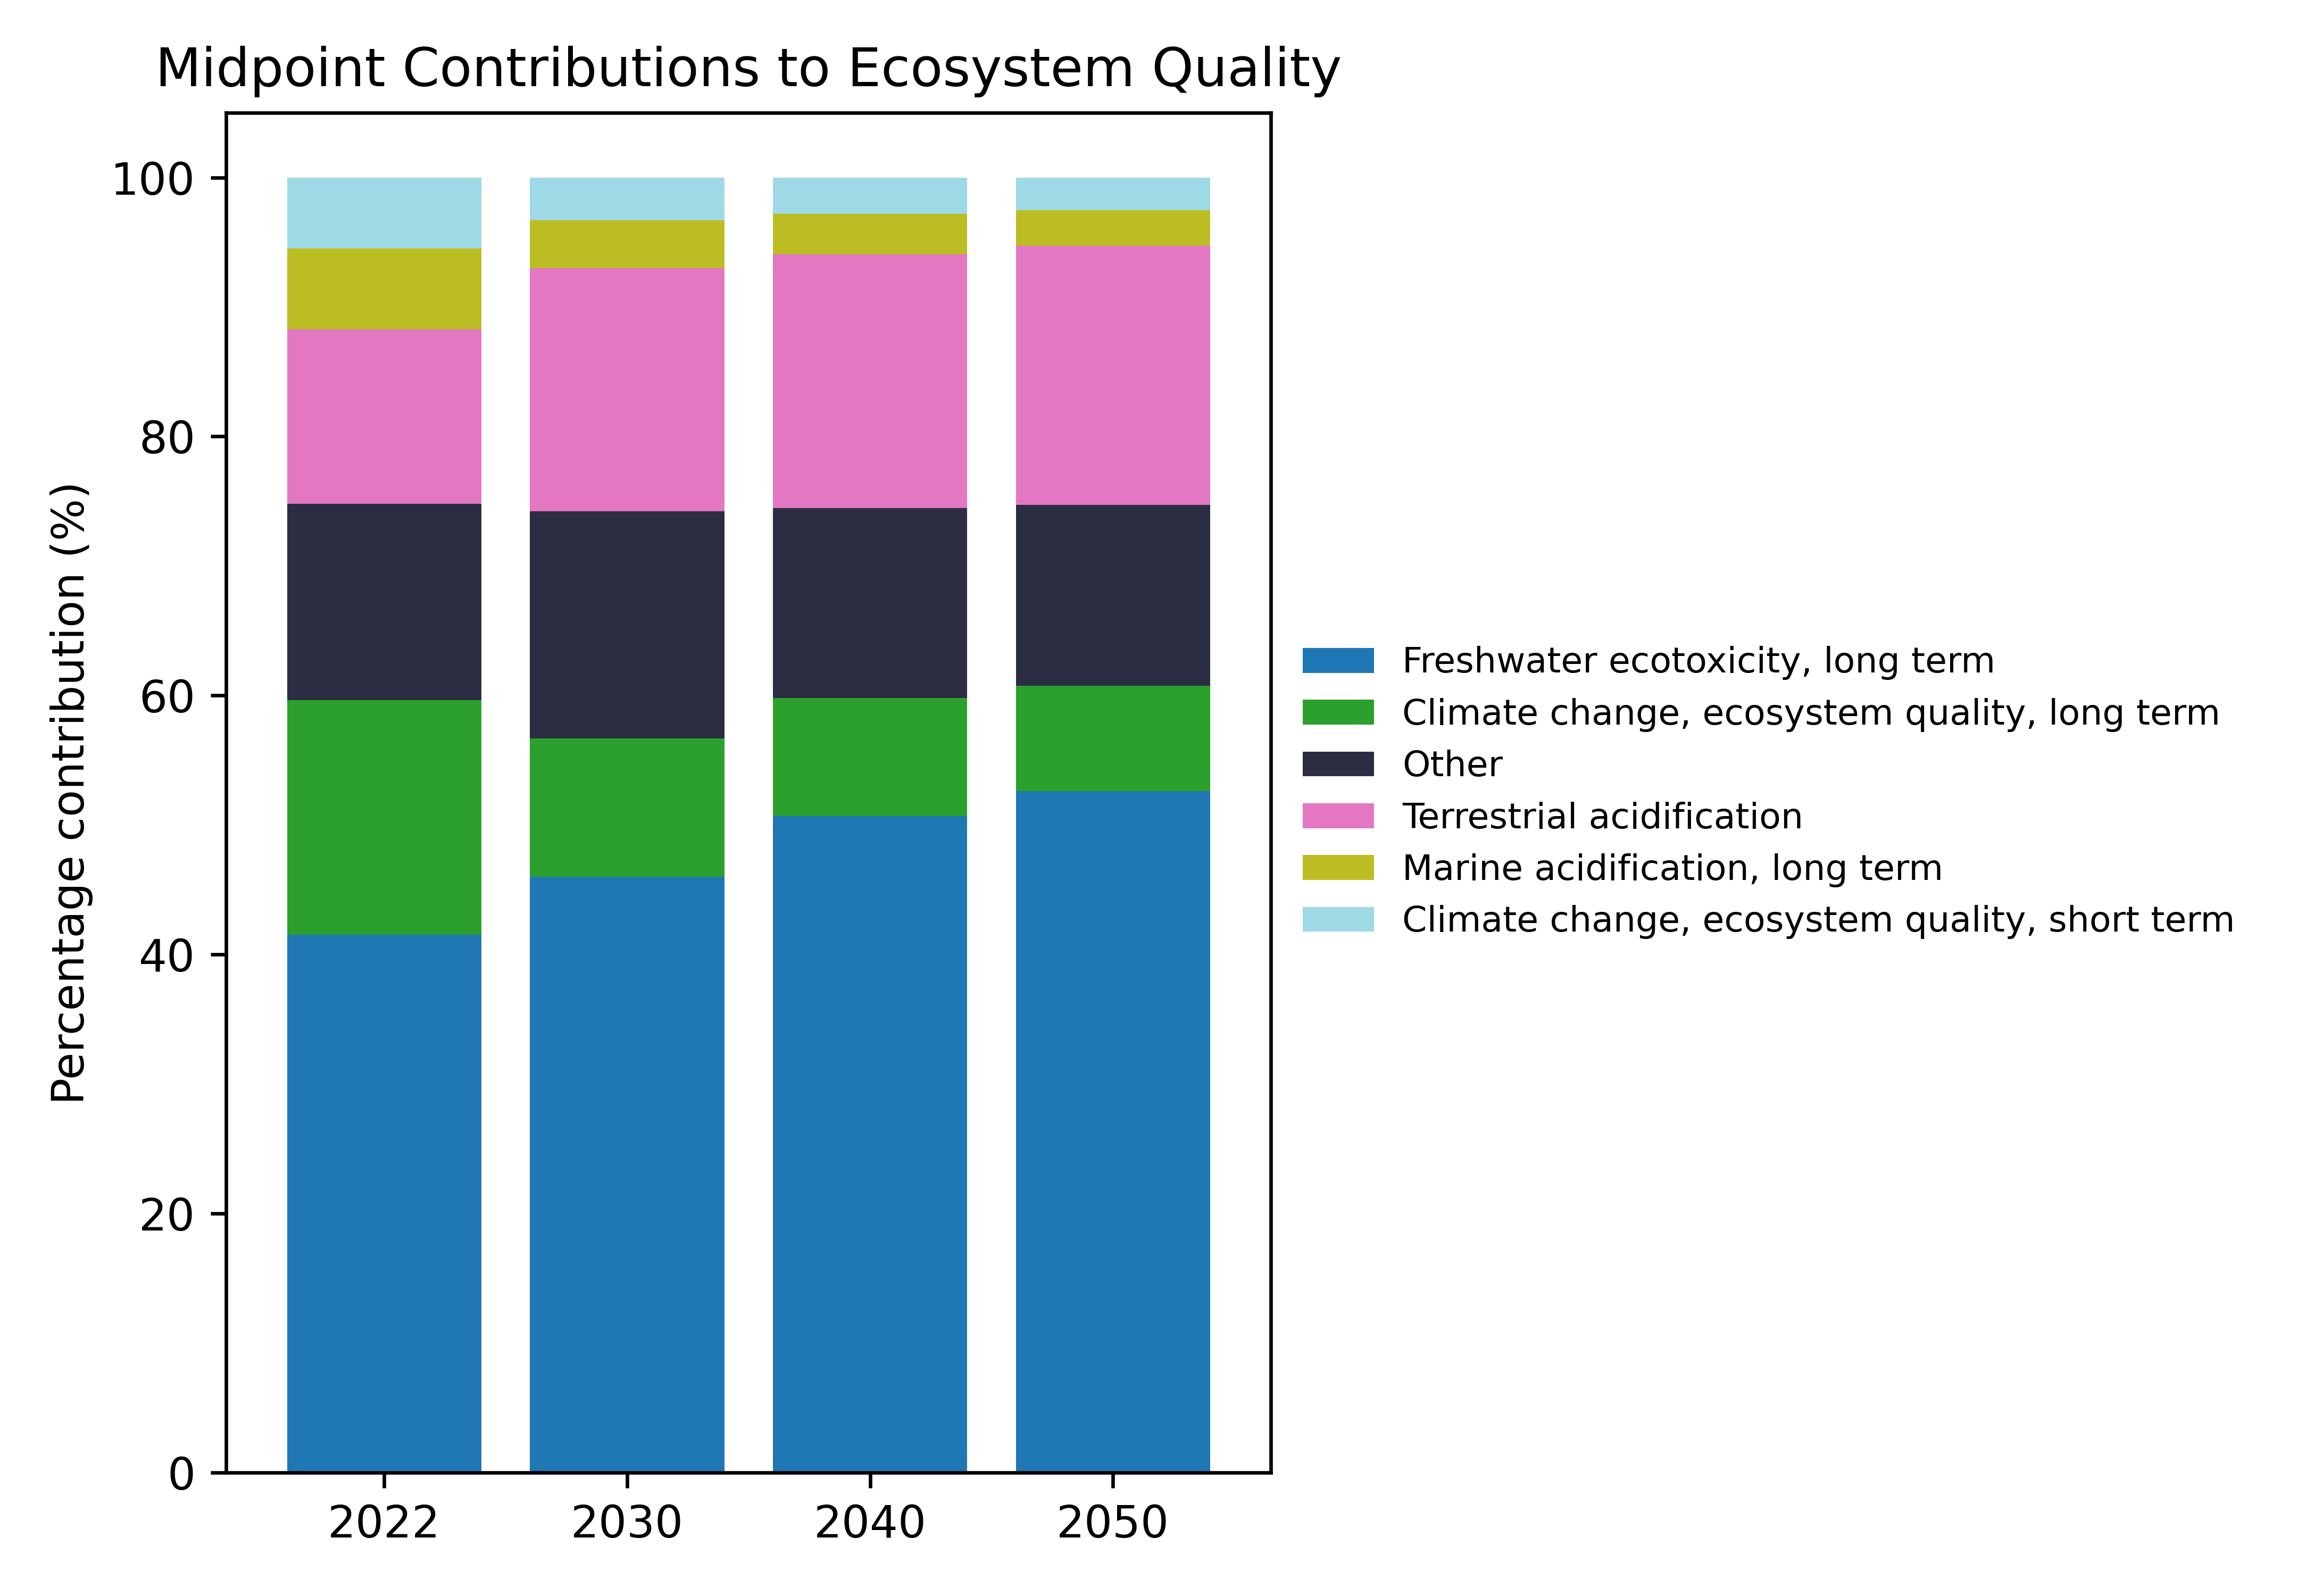 Midpoint Contributions to Ecosystem Quality
Percentage contribution (%)
100
80
60
40
20
0
2022
2030
2040
2050
Freshwater ecotoxicity, long term
Climate change, ecosystem quality, long term
Other
Terrestrial acidification
Marine acidification, long term
Climate change, ecosystem quality, short term